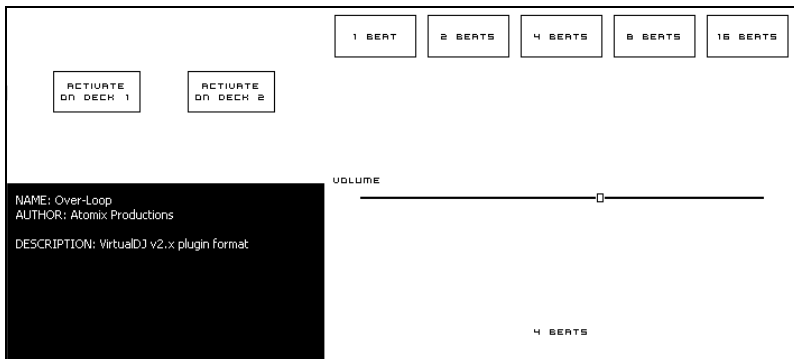 1 BEAT
2 BEATS
4 BEATS
8 BEATS
16 BEATS
ACTIVATE
ON DECK 1
ACTIVATE
ON DECK 2
VOLUME
NAME: Over-Loop
AUTHOR: Atomix Productions
DESCRIPTION: VirtualDJ v2.x plugin format
4 BEATS